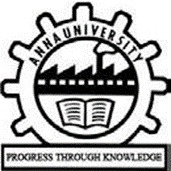 ANNA UNIVERSITY
PROGRESS THROUGH KNOWLEDGE